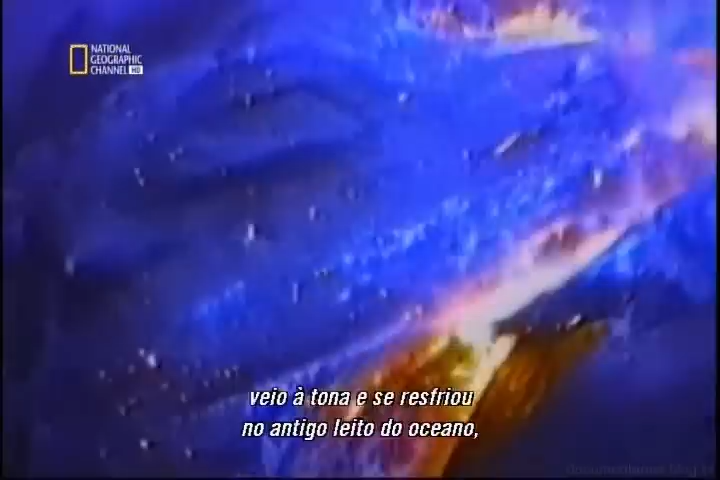 NATIONAL
GEOGRAPHIC
CHANNEL HD
veio à tona e se resfriou
no antigo leito do oceano,